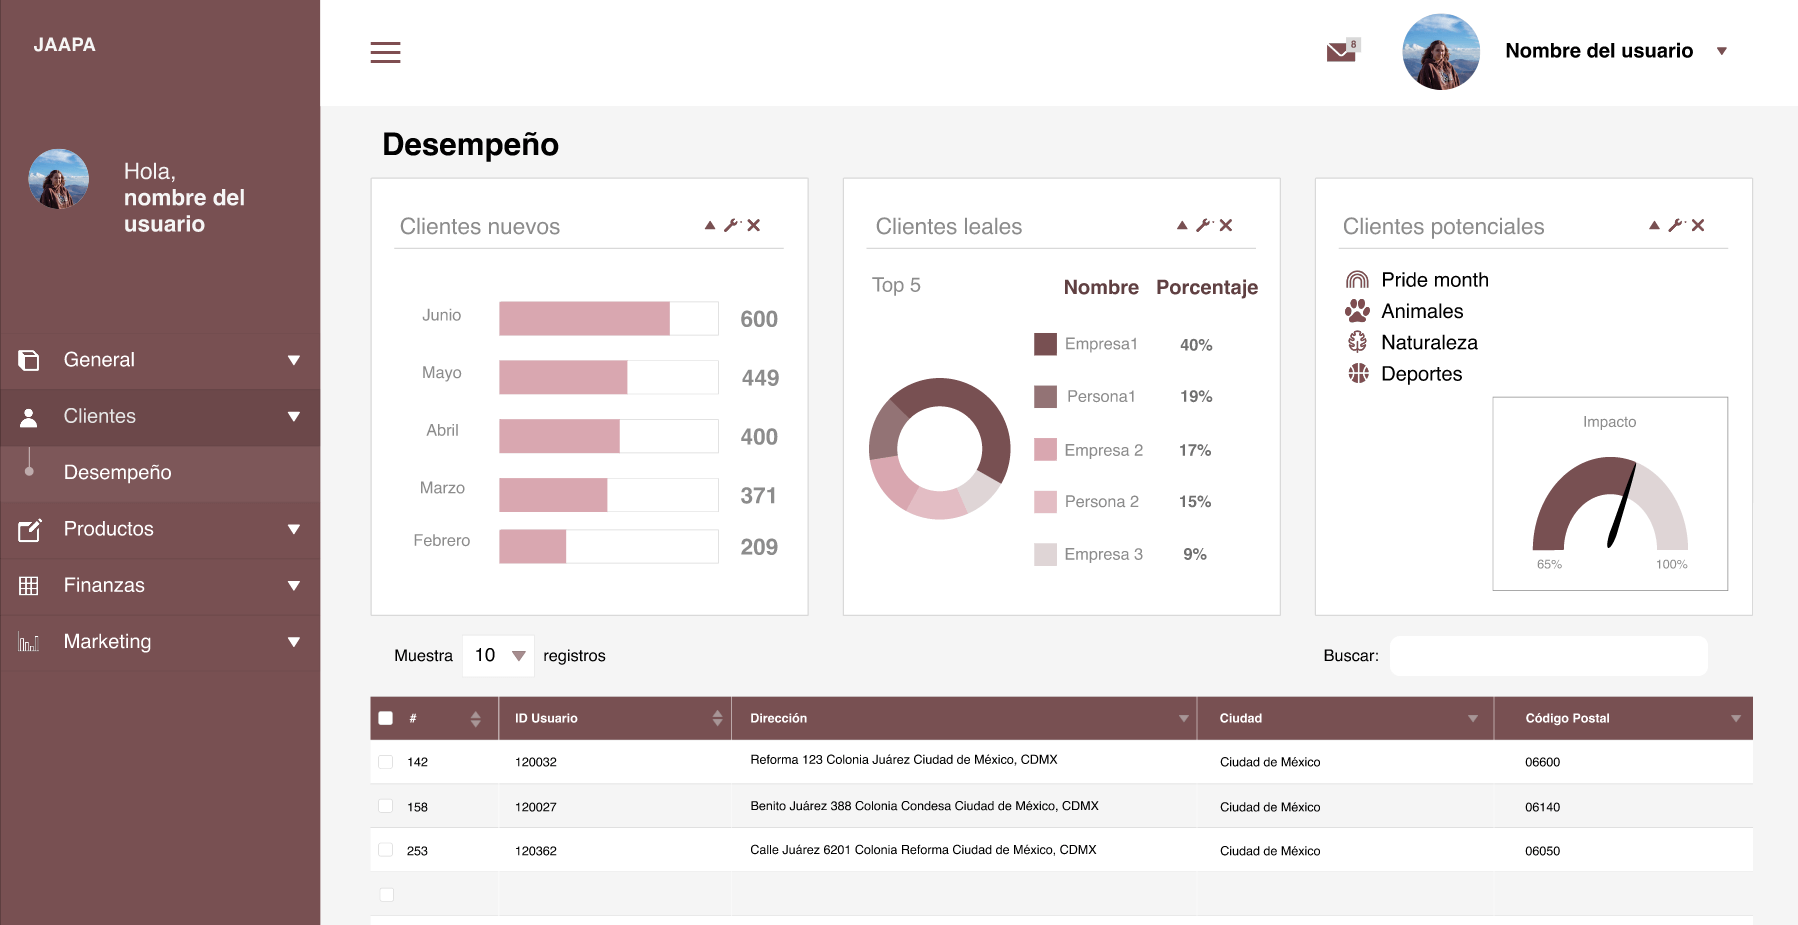 JAAPA
8
Nombre del usuario
Hola,
nombre del
usuario
General
Clientes
Desempeño
Productos
Finanzas
Marketing
Desempeño
Clientes nuevos
Junio 600
Mayo 449
Abril 400
Marzo 371
Febrero 209
Clientes leales
Top 5
Nombre Porcentaje
Empresa1 40%
Persona1 19%
Empresa 2 17%
Persona 2 15%
Empresa 3 9%
Clientes potenciales
Pride month
Animales
Naturaleza
Deportes
Impacto
65% 100%
Muestra 10 registros
Buscar:
# ID Usuario Dirección Ciudad Código Postal
142 120032 Reforma 123 Colonia Juárez Ciudad de México, CDMX Ciudad de México 06600
158 120027 Benito Juárez 388 Colonia Condesa Ciudad de México, CDMX Ciudad de México 06140
253 120362 Calle Juárez 6201 Colonia Reforma Ciudad de México, CDMX Ciudad de México 06050